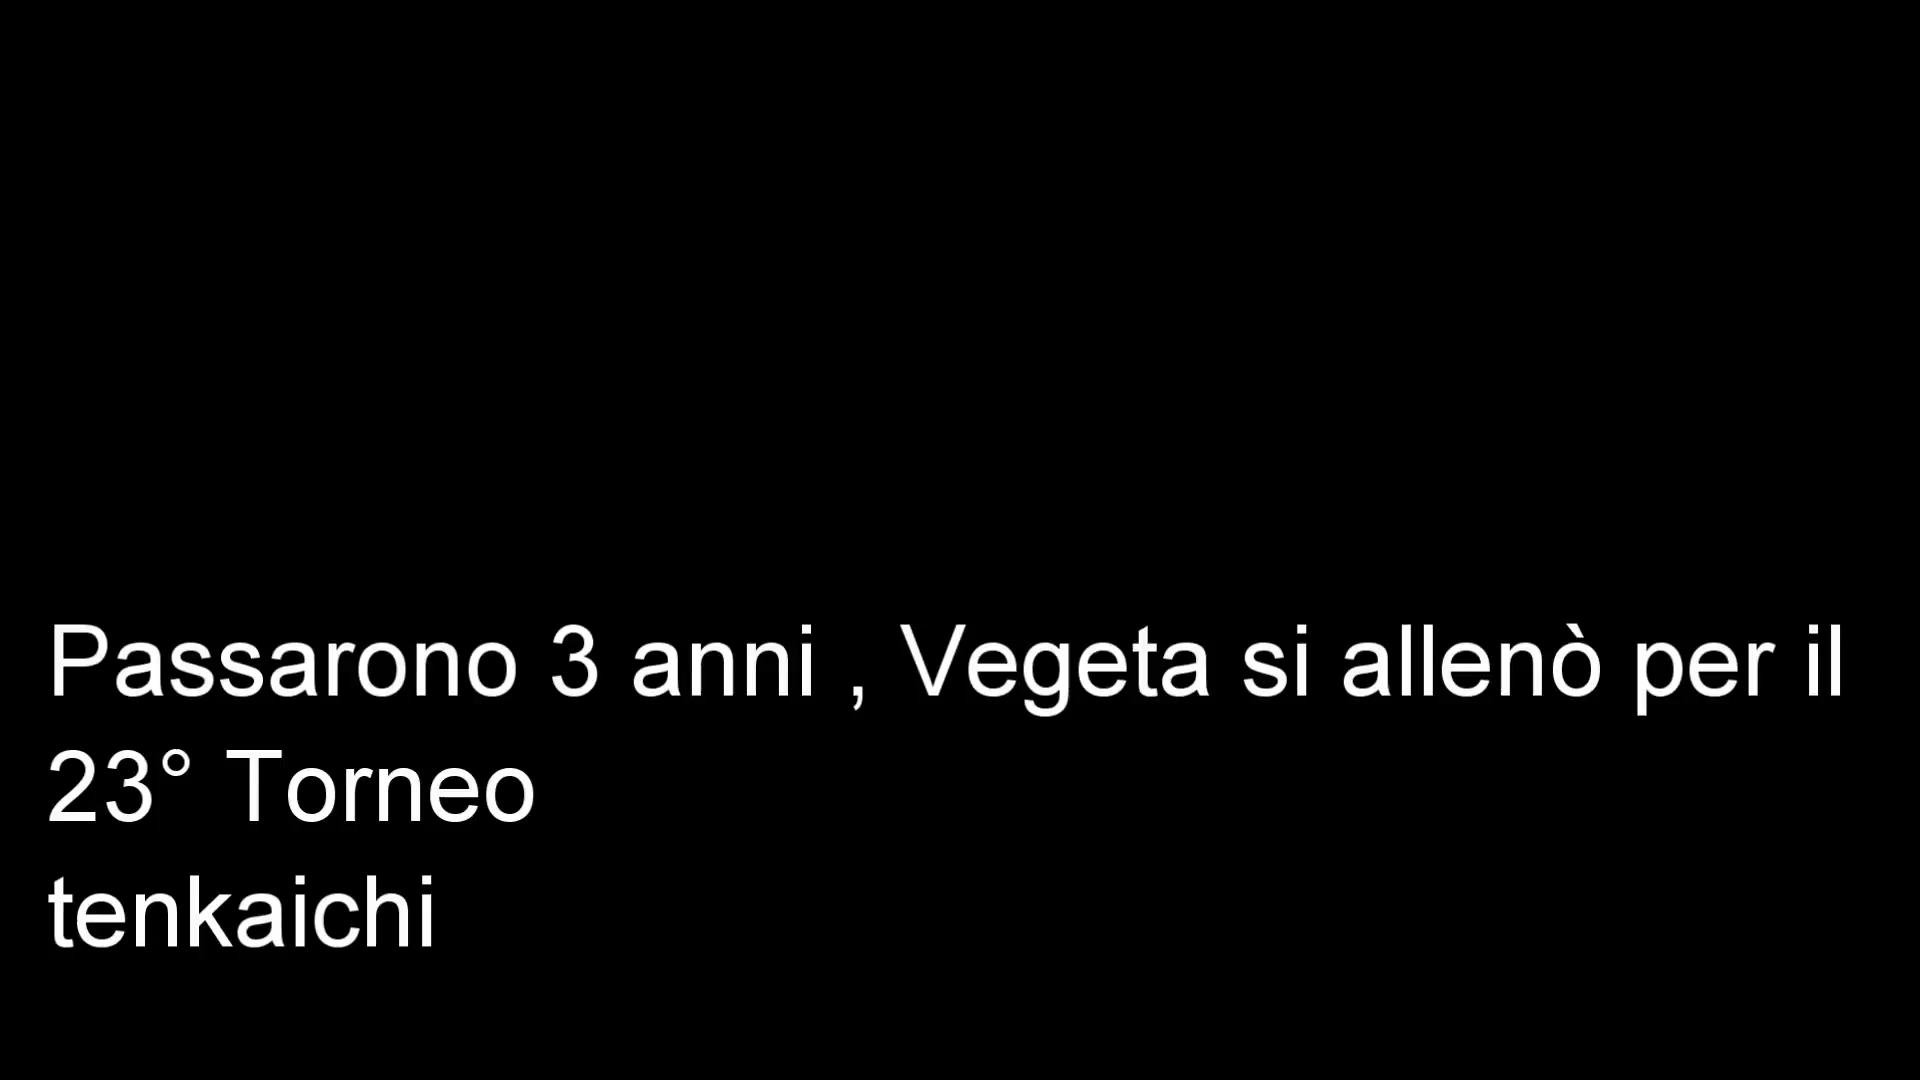 Passarono 3 anni , Vegeta si allenò per il
23° Torneo
tenkaichi